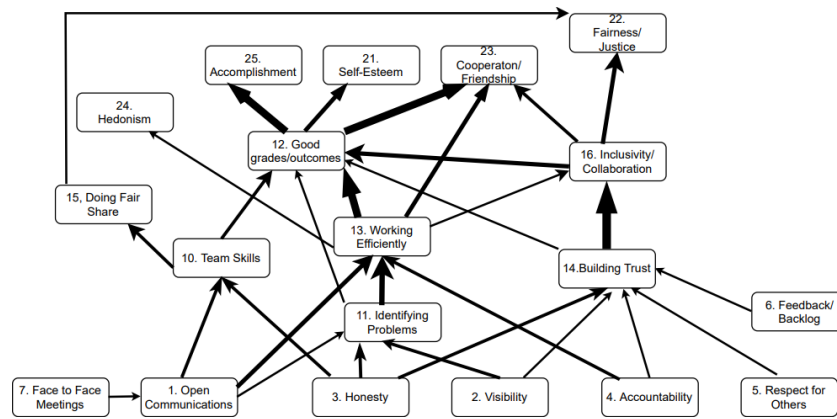 22.
Fairness/
Justice
25.
Accomplishment
21.
Self-Esteem
23.
Cooperaton/
Friendship
24.
Hedonism
12. Good
grades/outcomes
16. Inclusivity/
Collaboration
15, Doing Fair
Share
13. Working
Efficiently
10. Team Skills
14.Building Trust
11. Identifying
Problems
6. Feedback/
Backlog
7. Face to Face
Meetings
1. Open
Communications
3. Honesty
2. Visibility
4. Accountability
5. Respect for
Others